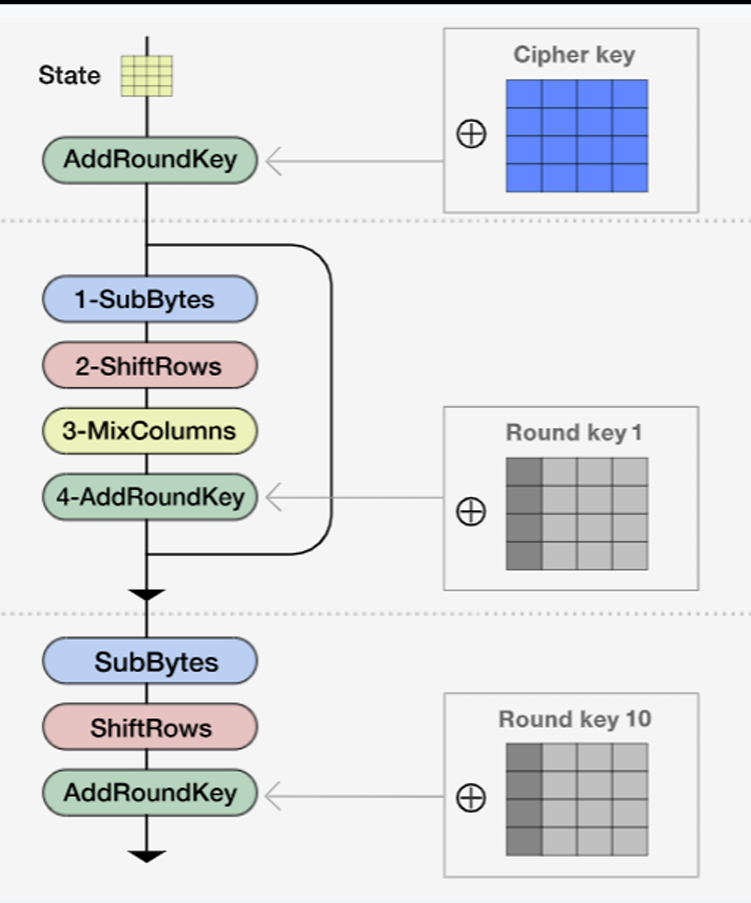 Cipher key
State
AddRoundKey
1-SubBytes
2-ShiftRows
3-MixColumns
Round key 1
4-AddRoundKey
SubBytes
Round key 10
ShiftRows
AddRoundKey